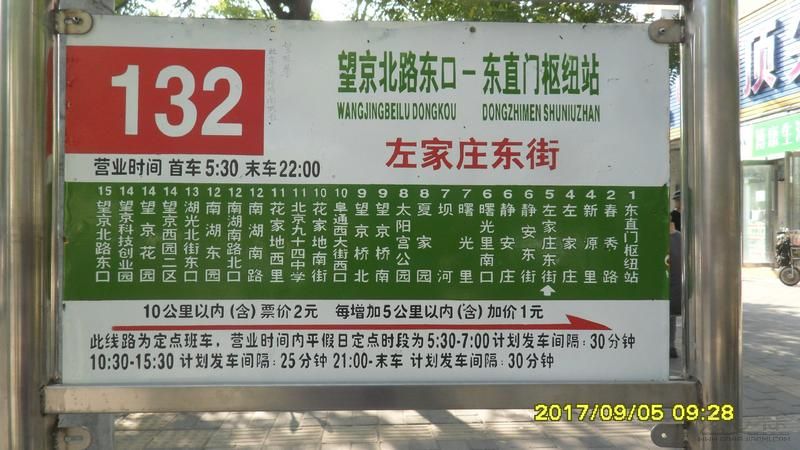 132
望京北路东口－东直门枢纽站
WANGJINGBEILU DONGKOU DONGZHIMEN SHUNIUZHAN
左家庄东街
营业时间 首车5:30 末车22:00
15 望京北路东口
14 望京科技创业园
14 望京花园
14 望京西园二区
13 湖光北街东口
12 南湖东园
12 南湖南路北口
12 南湖南路
11 花家地西里
11 北京九十四中学
10 花家地南街
10 阜通西大街西口
9 望京桥北
9 望京桥南
8 太阳宫公园
8 夏家园
7 坝河
7 曙光里
6 曙光里南口
6 静安庄
6 静安东街
5 左家庄东街
5 左家庄
4 新源里
2 春秀路
1 东直门枢纽站
10公里以内(含)票价2元 每增加5公里以内(含)加价1元
此线路为定点班车，营业时间内平假日定点时段为5:30-7:00计划发车间隔：30分钟
10:30-15:30 计划发车间隔：25分钟 21:00-末车 计划发车间隔：30分钟
2017/09/05 09:28